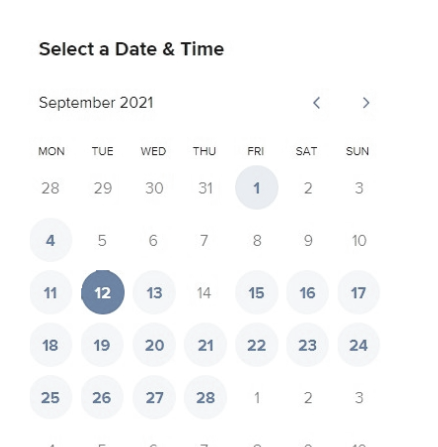 Select a Date & Time
September 2021
MON TUE WED THU FRI SAT SUN
28 29 30 31 1 2 3
4 5 6 7 8 9 10
11 12 13 14 15 16 17
18 19 20 21 22 23 24
25 26 27 28 1 2 3